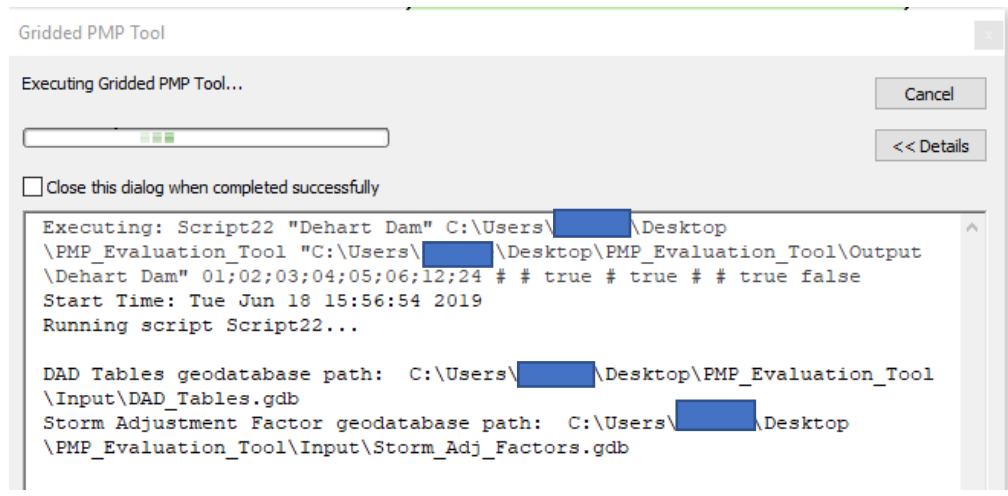 Gridded PMP Tool
x
Executing Gridded PMP Tool...
Cancel
<< Details
Close this dialog when completed successfully
Executing: Script22 "Dehart Dam" C:\Users\ \Desktop
\PMP_Evaluation_Tool "C:\Users\ \Desktop\PMP_Evaluation_Tool\Output
\Dehart Dam" 01;02;03;04;05;06;12;24 # # true # true # # true false
Start Time: Tue Jun 18 15:56:54 2019
Running script Script22...
DAD Tables geodatabase path:  C:\Users\ \Desktop\PMP_Evaluation_Tool
\Input\DAD_Tables.gdb
Storm Adjustment Factor geodatabase path:  C:\Users\ \Desktop
\PMP_Evaluation_Tool\Input\Storm_Adj_Factors.gdb